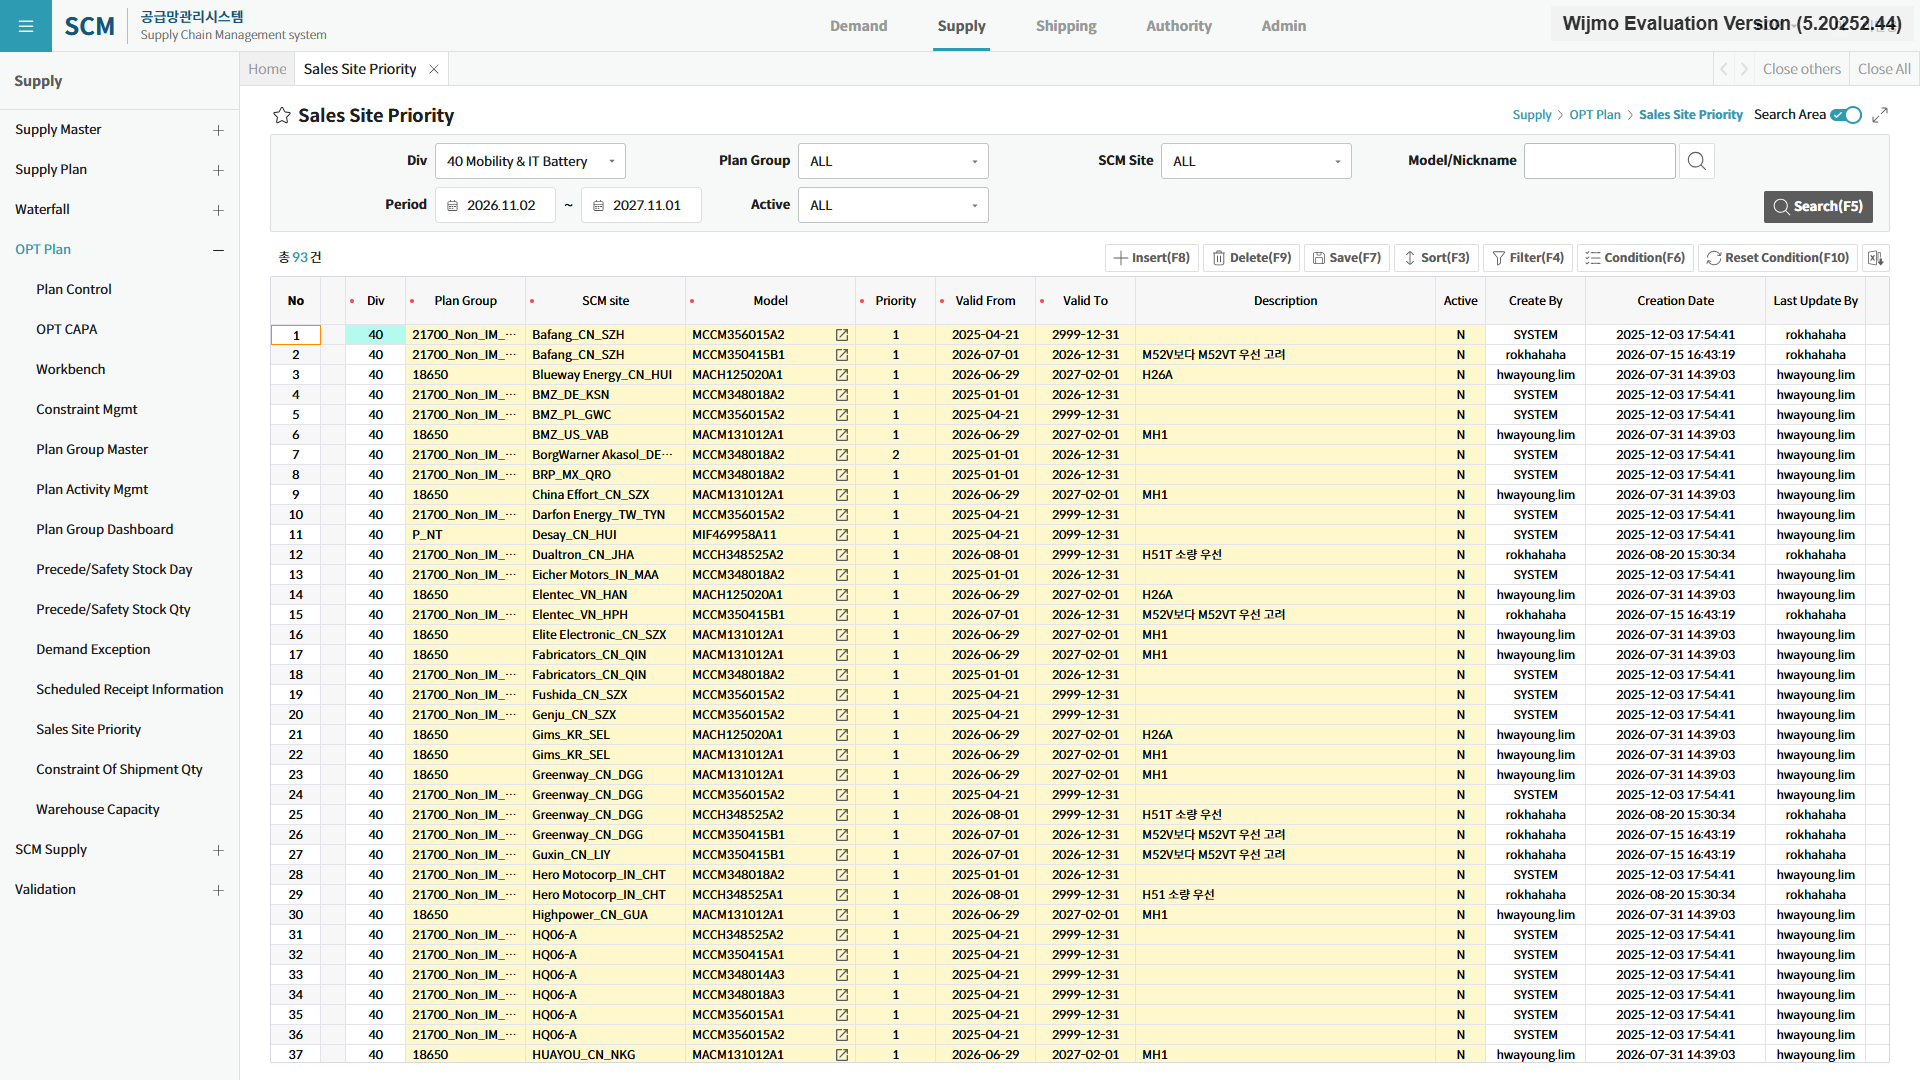 SCM
공급망관리시스템
Supply Chain Management system
Demand
Supply
Shipping
Authority
Admin
Wijmo Evaluation Version (5.20252.44)
Supply
Home
Sales Site Priority
Close others
Close All
Supply Master
Supply Plan
Waterfall
OPT Plan
Plan Control
OPT CAPA
Workbench
Constraint Mgmt
Plan Group Master
Plan Activity Mgmt
Plan Group Dashboard
Precede/Safety Stock Day
Precede/Safety Stock Qty
Demand Exception
Scheduled Receipt Information
Sales Site Priority
Constraint Of Shipment Qty
Warehouse Capacity
SCM Supply
Validation
Sales Site Priority
Supply > OPT Plan > Sales Site Priority
Search Area
Div 40 Mobility & IT Battery
Plan Group ALL
SCM Site ALL
Model/Nickname
Period 2026.11.02 ~ 2027.11.01
Active ALL
Search(F5)
총 93 건
Insert(F8) Delete(F9) Save(F7) Sort(F3) Filter(F4) Condition(F6) Reset Condition(F10)
No Div Plan Group SCM site Model Priority Valid From Valid To Description Active Create By Creation Date Last Update By
1 40 21700_Non_IM_··· Bafang_CN_SZH MCCM356015A2 1 2025-04-21 2999-12-31 N SYSTEM 2025-12-03 17:54:41 rokhahaha
2 40 21700_Non_IM_··· Bafang_CN_SZH MCCM350415B1 1 2026-07-01 2026-12-31 M52V보다 M52VT 우선 고려 N rokhahaha 2026-07-15 16:43:19 rokhahaha
3 40 18650 Blueway Energy_CN_HUI MACH125020A1 1 2026-06-29 2027-02-01 H26A N hwayoung.lim 2026-07-31 14:39:03 hwayoung.lim
4 40 21700_Non_IM_··· BMZ_DE_KSN MCCM348018A2 1 2025-01-01 2026-12-31 N SYSTEM 2025-12-03 17:54:41 hwayoung.lim
5 40 21700_Non_IM_··· BMZ_PL_GWC MCCM356015A2 1 2025-04-21 2999-12-31 N SYSTEM 2025-12-03 17:54:41 hwayoung.lim
6 40 18650 BMZ_US_VAB MACM131012A1 1 2026-06-29 2027-02-01 MH1 N hwayoung.lim 2026-07-31 14:39:03 hwayoung.lim
7 40 21700_Non_IM_··· BorgWarner Akasol_DE··· MCCM348018A2 2 2025-01-01 2026-12-31 N SYSTEM 2025-12-03 17:54:41 hwayoung.lim
8 40 21700_Non_IM_··· BRP_MX_QRO MCCM348018A2 1 2025-01-01 2026-12-31 N SYSTEM 2025-12-03 17:54:41 hwayoung.lim
9 40 18650 China Effort_CN_SZX MACM131012A1 1 2026-06-29 2027-02-01 MH1 N hwayoung.lim 2026-07-31 14:39:03 hwayoung.lim
10 40 21700_Non_IM_··· Darfon Energy_TW_TYN MCCM356015A2 1 2025-04-21 2999-12-31 N SYSTEM 2025-12-03 17:54:41 hwayoung.lim
11 40 P_NT Desay_CN_HUI MIF469958A11 1 2025-04-21 2099-12-31 N SYSTEM 2025-12-03 17:54:41 hwayoung.lim
12 40 21700_Non_IM_··· Dualtron_CN_JHA MCCH348525A2 1 2026-08-01 2999-12-31 H51T 소량 우선 N rokhahaha 2026-08-20 15:30:34 rokhahaha
13 40 21700_Non_IM_··· Eicher Motors_IN_MAA MCCM348018A2 1 2025-01-01 2026-12-31 N SYSTEM 2025-12-03 17:54:41 hwayoung.lim
14 40 18650 Elentec_VN_HAN MACH125020A1 1 2026-06-29 2027-02-01 H26A N hwayoung.lim 2026-07-31 14:39:03 hwayoung.lim
15 40 21700_Non_IM_··· Elentec_VN_HPH MCCM350415B1 1 2026-07-01 2026-12-31 M52V보다 M52VT 우선 고려 N rokhahaha 2026-07-15 16:43:19 rokhahaha
16 40 18650 Elite Electronic_CN_SZX MACM131012A1 1 2026-06-29 2027-02-01 MH1 N hwayoung.lim 2026-07-31 14:39:03 hwayoung.lim
17 40 18650 Fabricators_CN_QIN MACM131012A1 1 2026-06-29 2027-02-01 MH1 N hwayoung.lim 2026-07-31 14:39:03 hwayoung.lim
18 40 21700_Non_IM_··· Fabricators_CN_QIN MCCM348018A2 1 2025-01-01 2026-12-31 N SYSTEM 2025-12-03 17:54:41 hwayoung.lim
19 40 21700_Non_IM_··· Fushida_CN_SZX MCCM356015A2 1 2025-04-21 2999-12-31 N SYSTEM 2025-12-03 17:54:41 hwayoung.lim
20 40 21700_Non_IM_··· Genju_CN_SZX MCCM356015A2 1 2025-04-21 2999-12-31 N SYSTEM 2025-12-03 17:54:41 hwayoung.lim
21 40 18650 Gims_KR_SEL MACH125020A1 1 2026-06-29 2027-02-01 H26A N hwayoung.lim 2026-07-31 14:39:03 hwayoung.lim
22 40 18650 Gims_KR_SEL MACM131012A1 1 2026-06-29 2027-02-01 MH1 N hwayoung.lim 2026-07-31 14:39:03 hwayoung.lim
23 40 18650 Greenway_CN_DGG MACM131012A1 1 2026-06-29 2027-02-01 MH1 N hwayoung.lim 2026-07-31 14:39:03 hwayoung.lim
24 40 21700_Non_IM_··· Greenway_CN_DGG MCCM356015A2 1 2025-04-21 2999-12-31 N SYSTEM 2025-12-03 17:54:41 hwayoung.lim
25 40 21700_Non_IM_··· Greenway_CN_DGG MCCH348525A2 1 2026-08-01 2999-12-31 H51T 소량 우선 N rokhahaha 2026-08-20 15:30:34 rokhahaha
26 40 21700_Non_IM_··· Greenway_CN_DGG MCCM350415B1 1 2026-07-01 2026-12-31 M52V보다 M52VT 우선 고려 N rokhahaha 2026-07-15 16:43:19 rokhahaha
27 40 21700_Non_IM_··· Guxin_CN_LIY MCCM350415B1 1 2026-07-01 2026-12-31 M52V보다 M52VT 우선 고려 N rokhahaha 2026-07-15 16:43:19 rokhahaha
28 40 21700_Non_IM_··· Hero Motocorp_IN_CHT MCCM348018A2 1 2025-01-01 2026-12-31 N SYSTEM 2025-12-03 17:54:41 hwayoung.lim
29 40 21700_Non_IM_··· Hero Motocorp_IN_CHT MCCH348525A1 1 2026-08-01 2999-12-31 H51 소량 우선 N rokhahaha 2026-08-20 15:30:34 rokhahaha
30 40 18650 Highpower_CN_GUA MACM131012A1 1 2026-06-29 2027-02-01 MH1 N hwayoung.lim 2026-07-31 14:39:03 hwayoung.lim
31 40 21700_Non_IM_··· HQ06-A MCCH348525A2 1 2025-04-21 2999-12-31 N SYSTEM 2025-12-03 17:54:41 hwayoung.lim
32 40 21700_Non_IM_··· HQ06-A MCCM350415A1 1 2025-04-21 2999-12-31 N SYSTEM 2025-12-03 17:54:41 hwayoung.lim
33 40 21700_Non_IM_··· HQ06-A MCCM348014A3 1 2025-04-21 2999-12-31 N SYSTEM 2025-12-03 17:54:41 hwayoung.lim
34 40 21700_Non_IM_··· HQ06-A MCCM348018A3 1 2025-04-21 2999-12-31 N SYSTEM 2025-12-03 17:54:41 hwayoung.lim
35 40 21700_Non_IM_··· HQ06-A MCCM356015A1 1 2025-04-21 2999-12-31 N SYSTEM 2025-12-03 17:54:41 hwayoung.lim
36 40 21700_Non_IM_··· HQ06-A MCCM356015A2 1 2025-04-21 2999-12-31 N SYSTEM 2025-12-03 17:54:41 hwayoung.lim
37 40 18650 HUAYOU_CN_NKG MACM131012A1 1 2026-06-29 2027-02-01 MH1 N hwayoung.lim 2026-07-31 14:39:03 hwayoung.lim